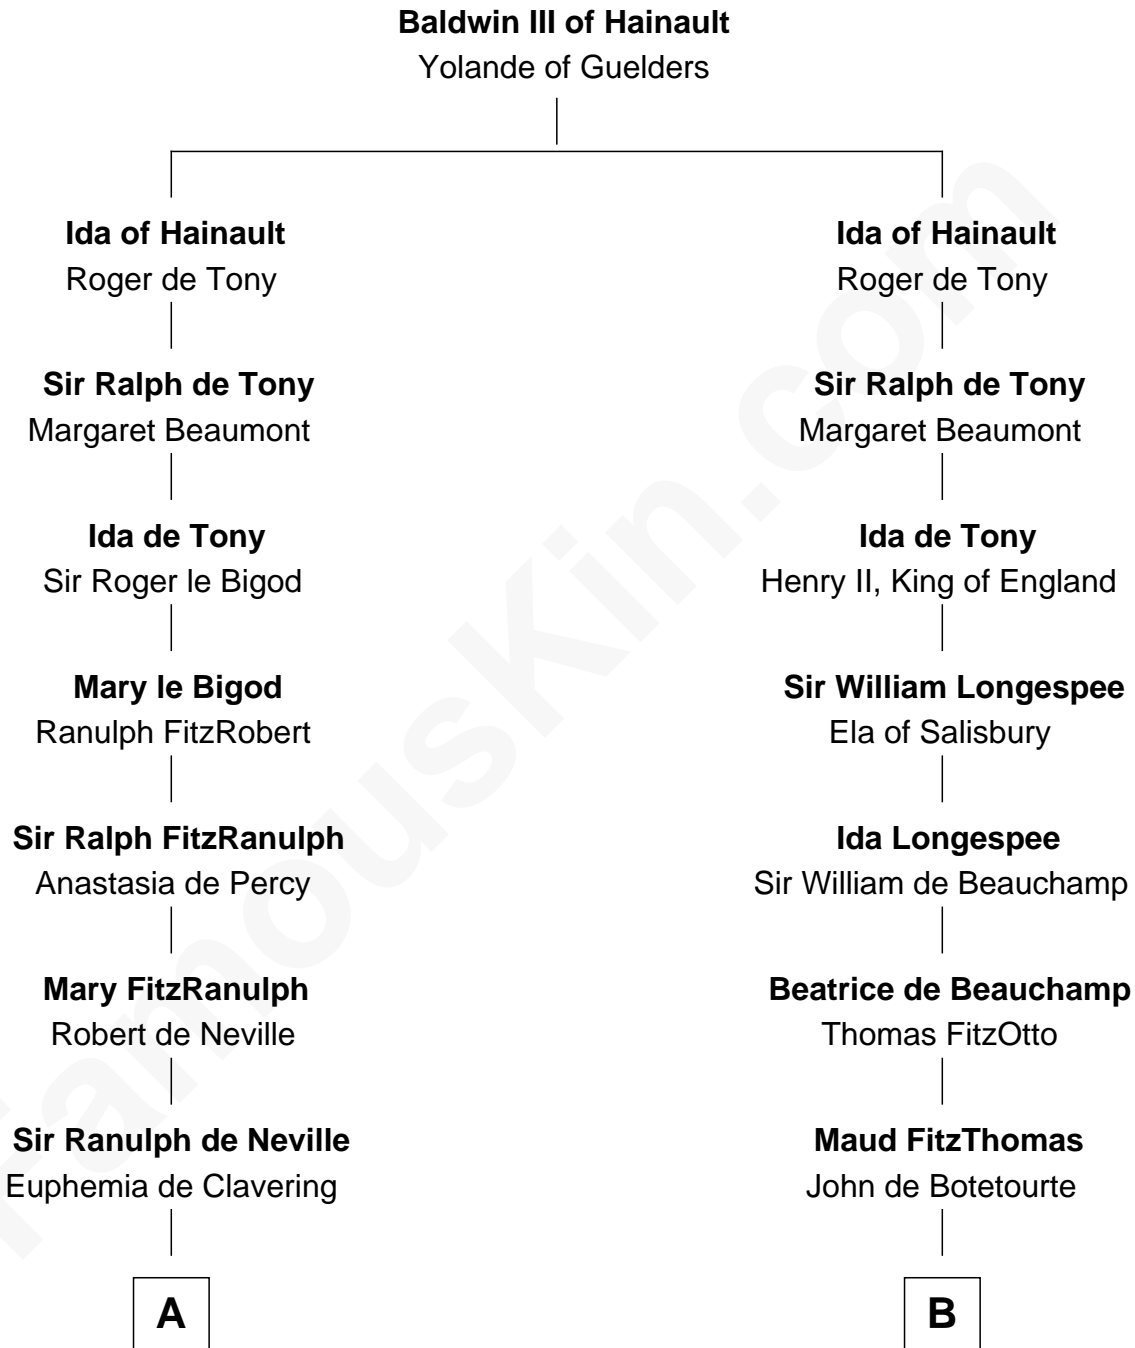 Baldwin III of Hainault
Yolande of Guelders
Ida of Hainault
Roger de Tony
Sir Ralph de Tony
Margaret Beaumont
Ida de Tony
Sir Roger le Bigod
Mary le Bigod
Ranulph FitzRobert
Sir Ralph FitzRanulph
Anastasia de Percy
Mary FitzRanulph
Robert de Neville
Sir Ranulph de Neville
Euphemia de Clavering
A
Ida of Hainault
Roger de Tony
Sir Ralph de Tony
Margaret Beaumont
Ida de Tony
Henry II, King of England
Sir William Longespee
Ela of Salisbury
Ida Longespee
Sir William de Beauchamp
Beatrice de Beauchamp
Thomas FitzOtto
Maud FitzThomas
John de Botetourte
B
FamousKin.com